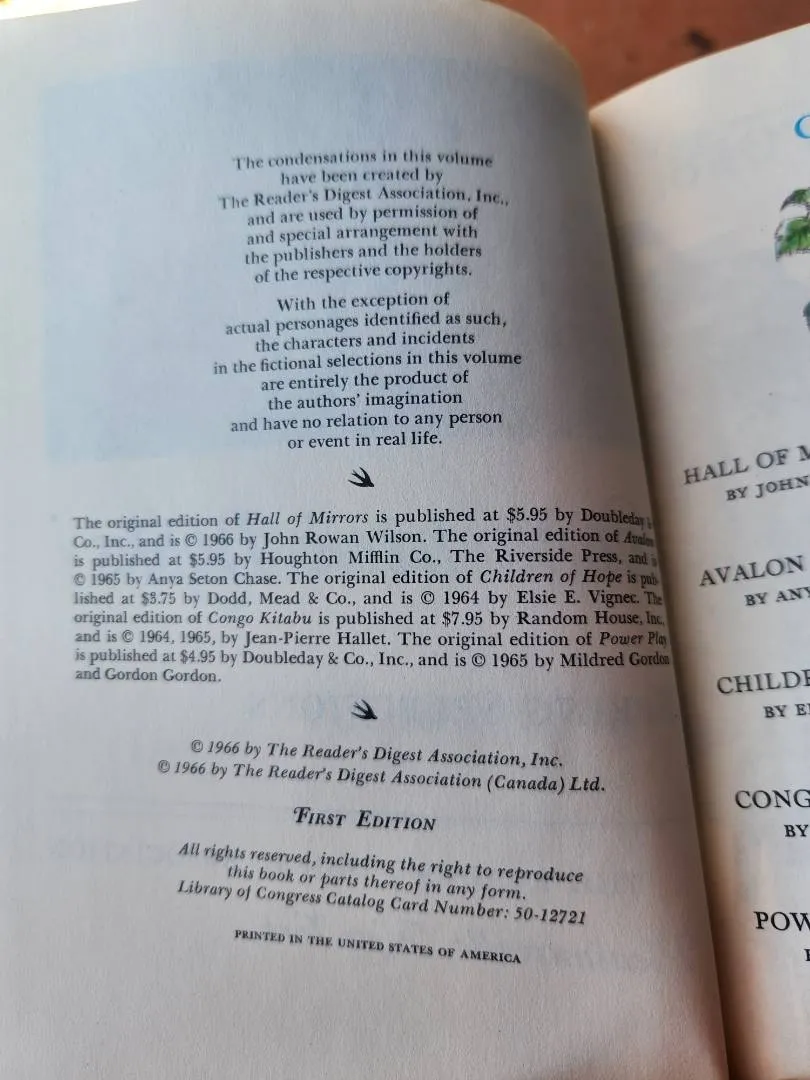 The condensations in this volume
have been created by
The Reader's Digest Association, Inc.,
and are used by permission of
and special arrangement with
the publishers and the holders
of the respective copyrights.
With the exception of
actual personages identified as such,
the characters and incidents
in the fictional selections in this volume
are entirely the product of
the authors' imagination
and have no relation to any person
or event in real life.
The original edition of Hall of Mirrors is published at $5.95 by Doubleday &
Co., Inc., and is © 1966 by John Rowan Wilson. The original edition of Avalon
is published at $5.95 by Houghton Mifflin Co., The Riverside Press, and is
© 1965 by Anya Seton Chase. The original edition of Children of Hope is pub-
lished at $3.75 by Dodd, Mead & Co., and is © 1964 by Elsie E. Vignec. The
original edition of Congo Kitabu is published at $7.95 by Random House, Inc.,
and is © 1964, 1965, by Jean-Pierre Hallet. The original edition of Power Play
is published at $4.95 by Doubleday & Co., Inc., and is © 1965 by Mildred Gordon
and Gordon Gordon.
© 1966 by The Reader's Digest Association, Inc.
© 1966 by The Reader's Digest Association (Canada) Ltd.
FIRST EDITION
All rights reserved, including the right to reproduce
this book or parts thereof in any form.
Library of Congress Catalog Card Number: 50-12721
PRINTED IN THE UNITED STATES OF AMERICA
C
HALL OF M
BY JOHN
AVALON
BY ANY
CHILDR
BY E
CONG
BY
POW